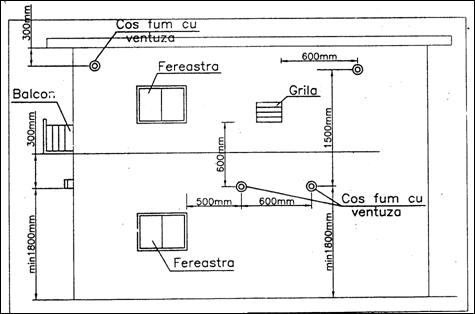 Cos fum cu
ventuza
300mm
Fereastra
600mm
Balcon
Grila
300mm
600mm
1500mm
500mm
600mm
Cos fum cu
ventuza
min1800mm
Fereastra
min1800mm